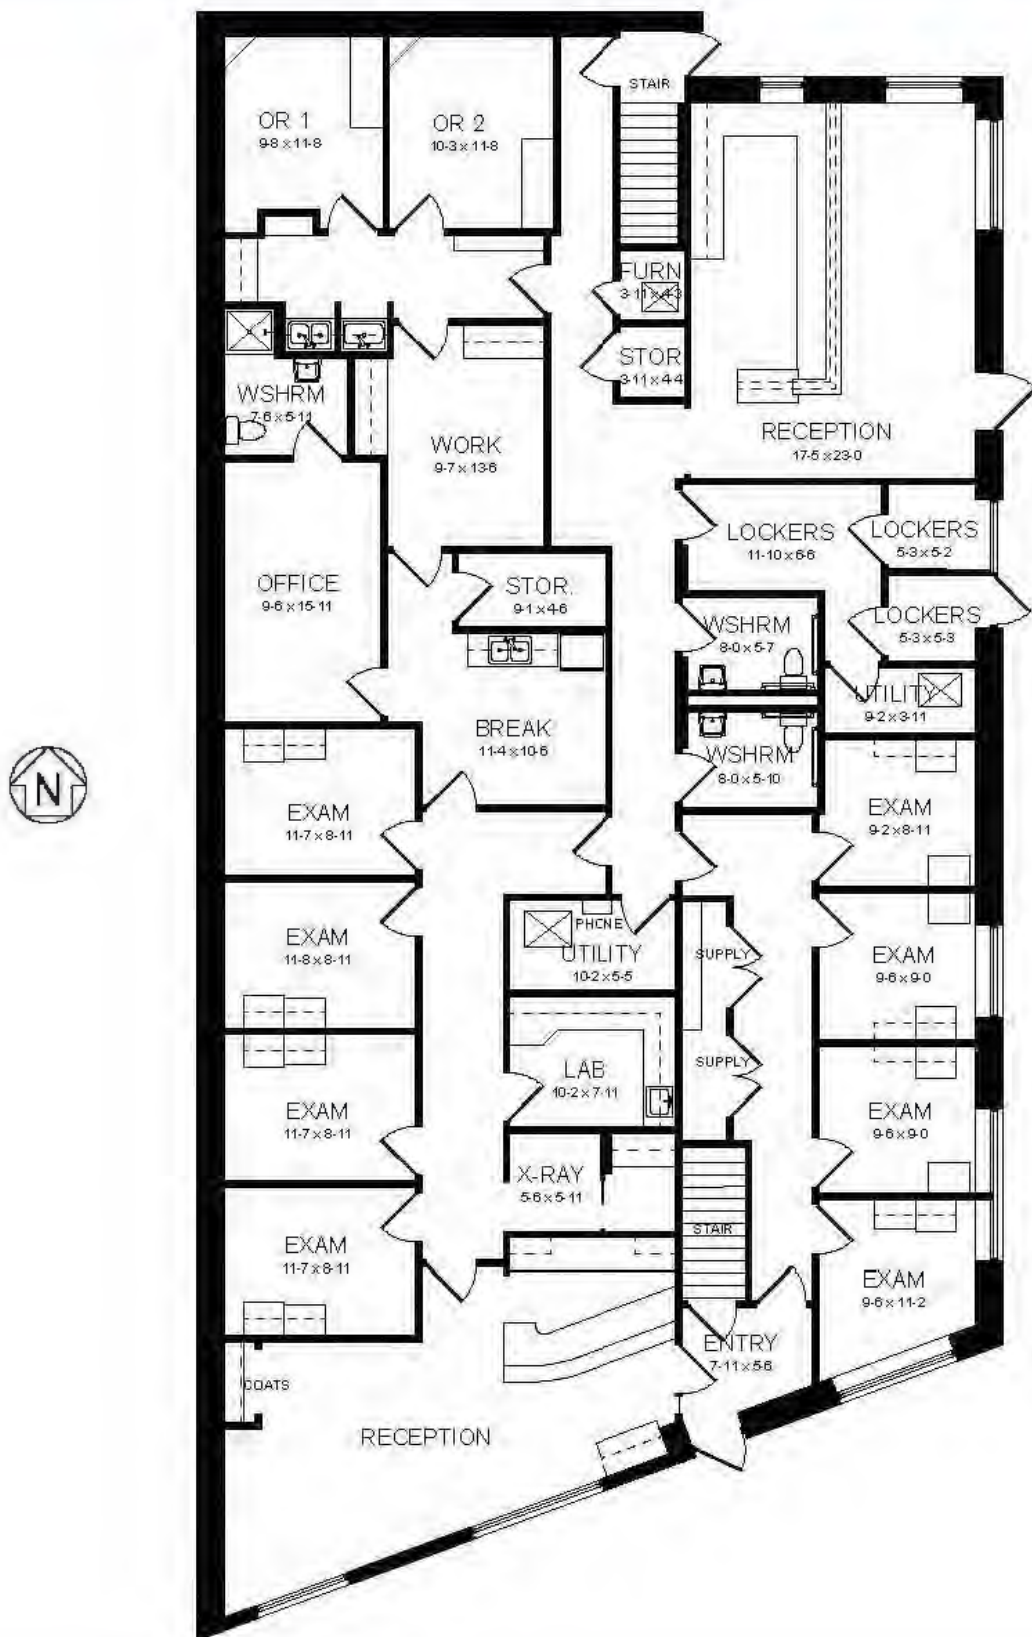 STAIR
OR 1
9-8 x 11-8
OR 2
10-3 x 11-8
FURN
3-11 x 4-3
STOR
3-11 x 4-4
WSHRM
7-6 x 5-11
WORK
9-7 x 13-6
RECEPTION
17-5 x 23-0
LOCKERS
11-10 x 6-6
LOCKERS
5-3 x 5-2
OFFICE
9-6 x 15-11
STOR.
9-1 x 4-6
LOCKERS
5-3 x 5-3
WSHRM
8-0 x 5-7
UTILITY
9-2 x 3-11
BREAK
11-4 x 10-6
WSHRM
8-0 x 5-10
N
EXAM
11-7 x 8-11
EXAM
9-2 x 8-11
EXAM
11-8 x 8-11
PHONE
UTILITY
10-2 x 5-5
SUPPLY
EXAM
9-6 x 9-0
LAB
10-2 x 7-11
SUPPLY
EXAM
11-7 x 8-11
EXAM
9-6 x 9-0
X-RAY
5-6 x 5-11
STAIR
EXAM
11-7 x 8-11
EXAM
9-6 x 11-2
ENTRY
7-11 x 5-6
COATS
RECEPTION